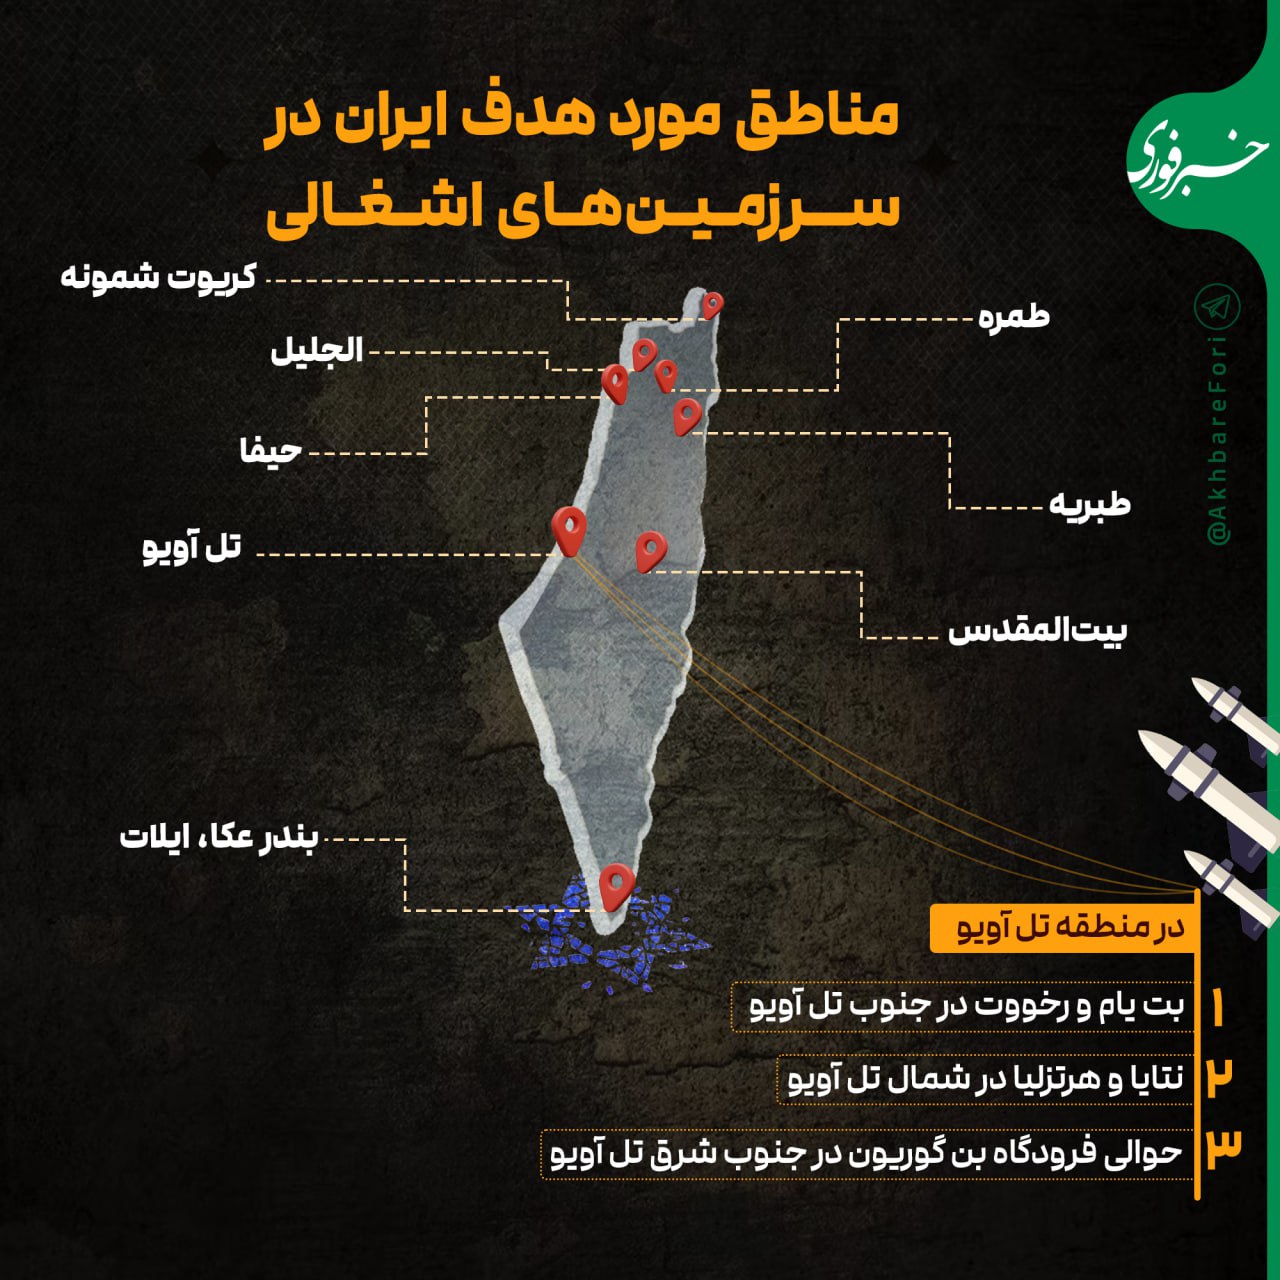 مناطق مورد هدف ایران در
سرزمین‌های اشغالی
خبرفوری
@AkhbareFori
کریوت شمونه
طمره
الجلیل
حیفا
طبریه
تل آویو
بیت‌المقدس
بندر عکا، ایلات
در منطقه تل آویو
۱ بت یام و رخووت در جنوب تل آویو
۲ نتایا و هرتزلیا در شمال تل آویو
۳ حوالی فرودگاه بن گوریون در جنوب شرق تل آویو